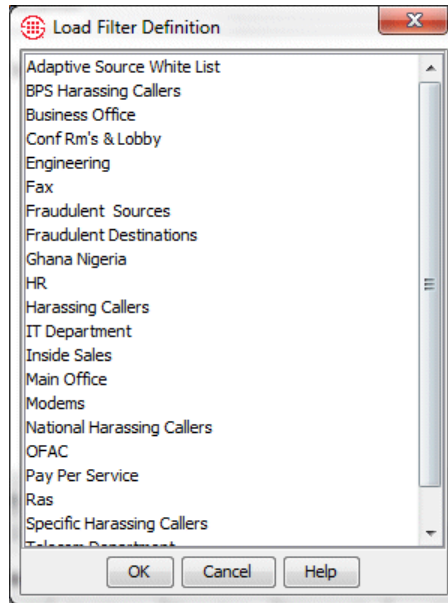 Load Filter Definition
Adaptive Source White List
BPS Harassing Callers
Business Office
Conf Rm's & Lobby
Engineering
Fax
Fraudulent  Sources
Fraudulent Destinations
Ghana Nigeria
HR
Harassing Callers
IT Department
Inside Sales
Main Office
Modems
National Harassing Callers
OFAC
Pay Per Service
Ras
Specific Harassing Callers
Telecom Department
OK Cancel Help